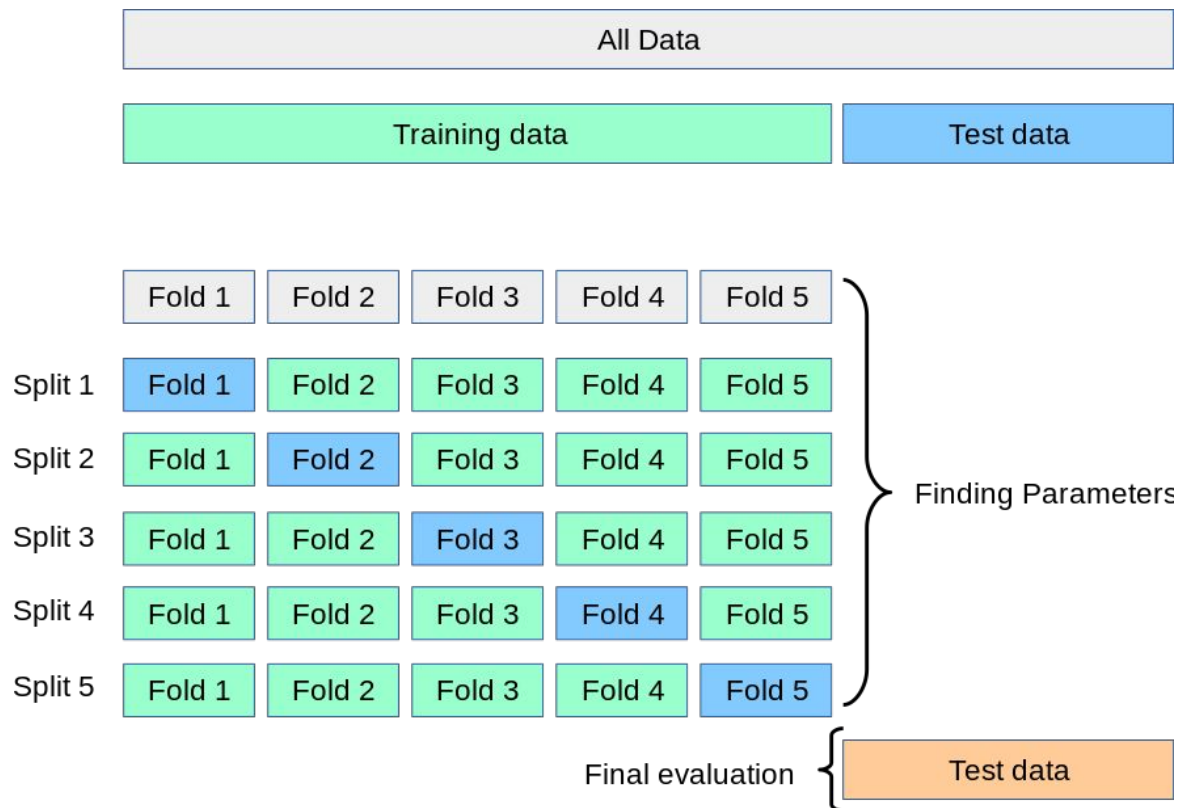 All Data
Training data Test data
Fold 1 Fold 2 Fold 3 Fold 4 Fold 5
Split 1 Fold 1 Fold 2 Fold 3 Fold 4 Fold 5
Split 2 Fold 1 Fold 2 Fold 3 Fold 4 Fold 5
Finding Parameters
Split 3 Fold 1 Fold 2 Fold 3 Fold 4 Fold 5
Split 4 Fold 1 Fold 2 Fold 3 Fold 4 Fold 5
Split 5 Fold 1 Fold 2 Fold 3 Fold 4 Fold 5
Final evaluation Test data